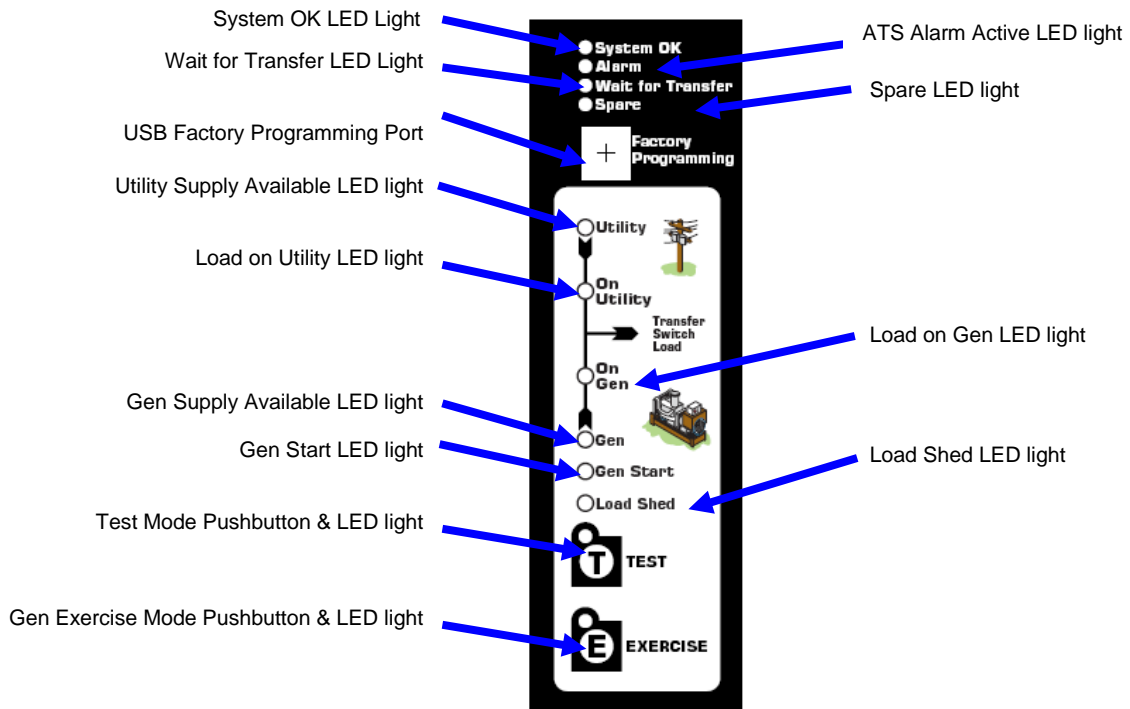 System OK LED Light
Wait for Transfer LED Light
USB Factory Programming Port
Utility Supply Available LED light
Load on Utility LED light
Gen Supply Available LED light
Gen Start LED light
Test Mode Pushbutton & LED light
Gen Exercise Mode Pushbutton & LED light
System OK
Alarm
Wait for Transfer
Spare
Factory
Programming
Utility
On
Utility
Transfer
Switch
Load
On
Gen
Gen
Gen Start
Load Shed
T TEST
E EXERCISE
ATS Alarm Active LED light
Spare LED light
Load on Gen LED light
Load Shed LED light